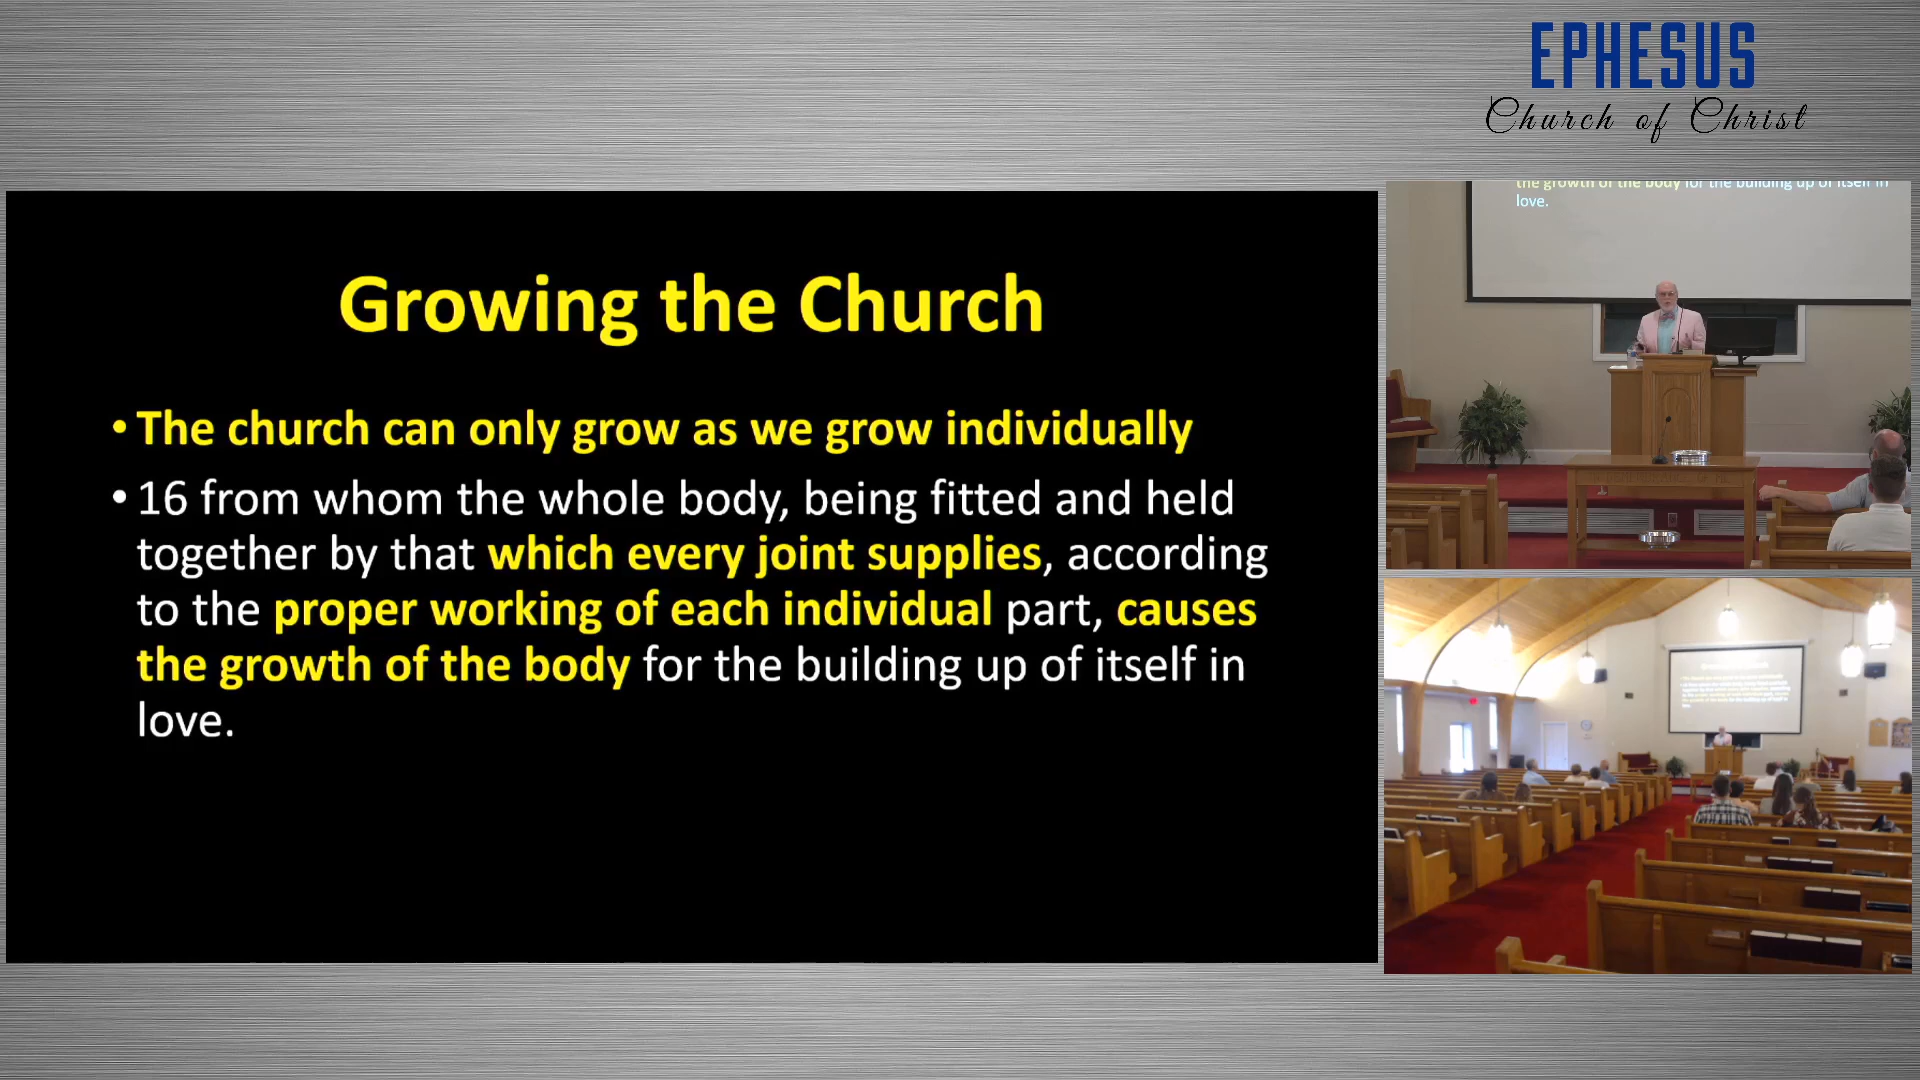 EPHESUS
Church of Christ
Growing the Church
• The church can only grow as we grow individually
• 16 from whom the whole body, being fitted and held
together by that which every joint supplies, according
to the proper working of each individual part, causes
the growth of the body for the building up of itself in
love.
the growth of the body for the building up of itself in
love.